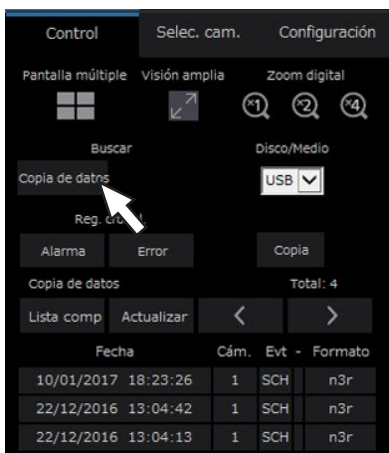 Control Selec. cam. Configuración
Pantalla múltiple Visión amplia Zoom digital
x1 x2 x4
Buscar Disco/Medio
Copia de datos USB
Reg.
Alarma Error Copia
Copia de datos Total: 4
Lista comp Actualizar < >
Fecha Cám. Evt - Formato
10/01/2017 18:23:26 1 SCH n3r
22/12/2016 13:04:42 1 SCH n3r
22/12/2016 13:04:13 1 SCH n3r